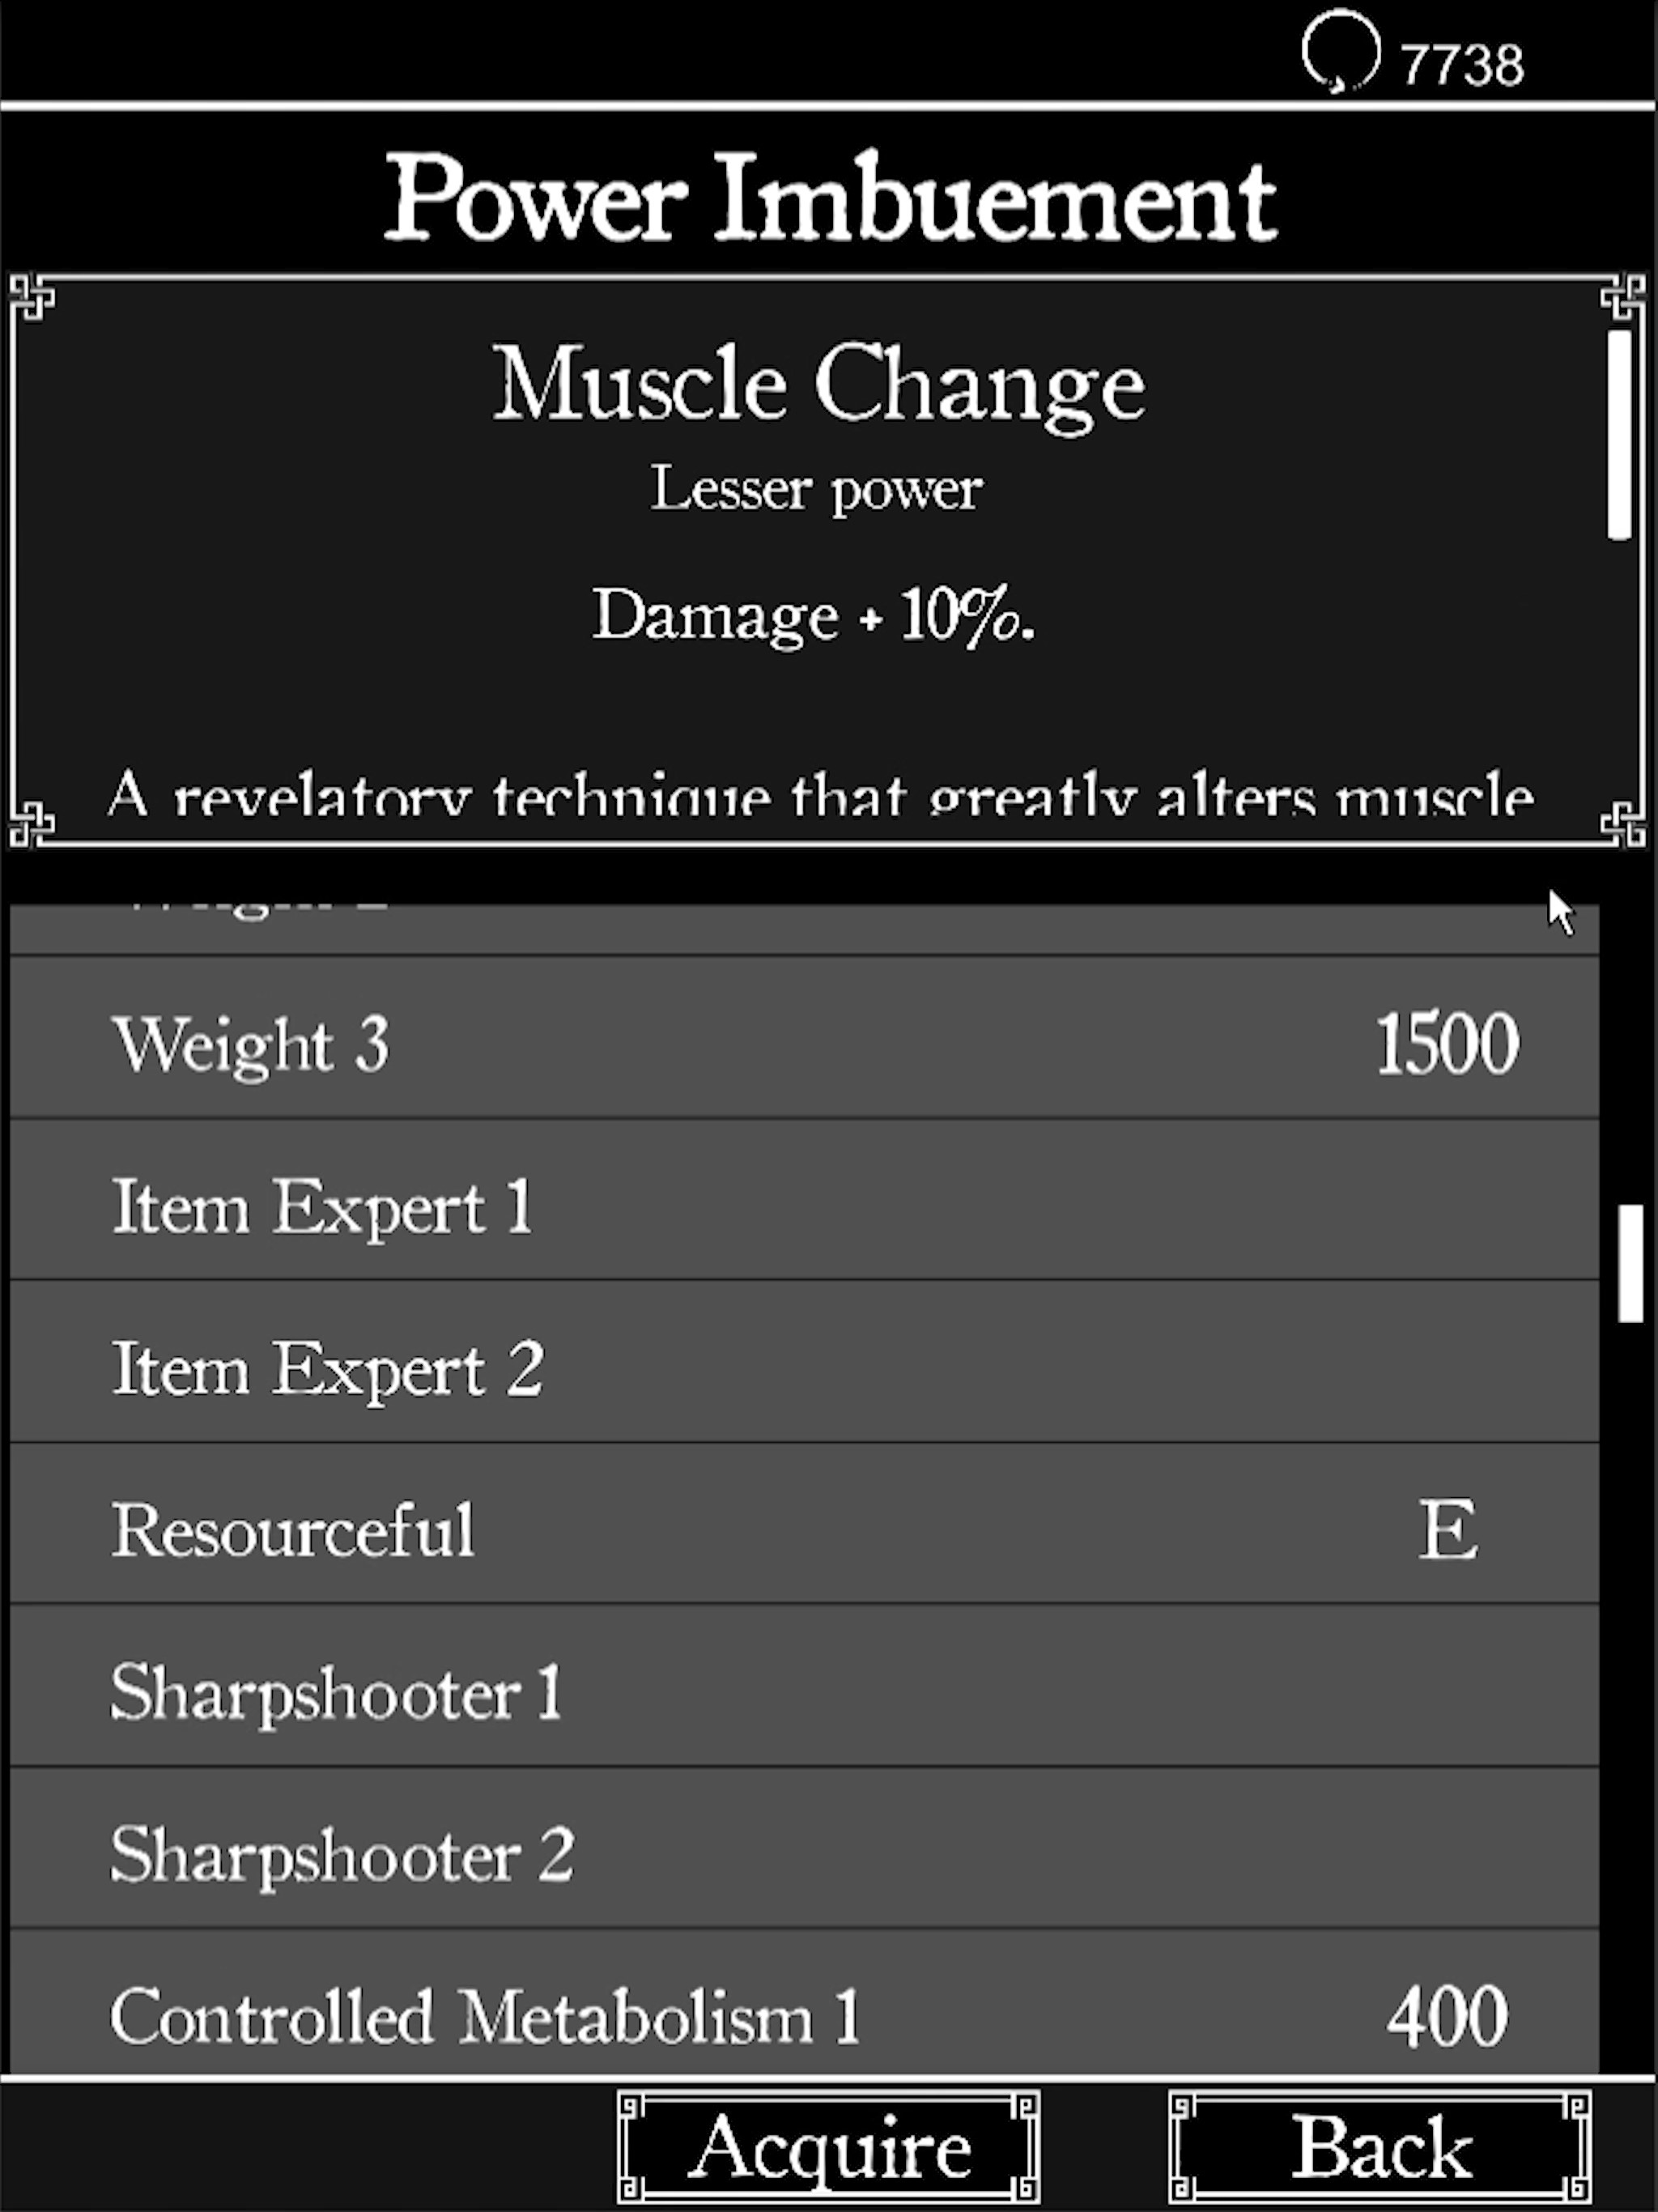 7738
Power Imbuement
Muscle Change
Lesser power
Damage + 10%.
A revelatory technique that greatly alters muscle
Weight 3 1500
Item Expert 1
Item Expert 2
Resourceful E
Sharpshooter 1
Sharpshooter 2
Controlled Metabolism 1 400
Acquire Back